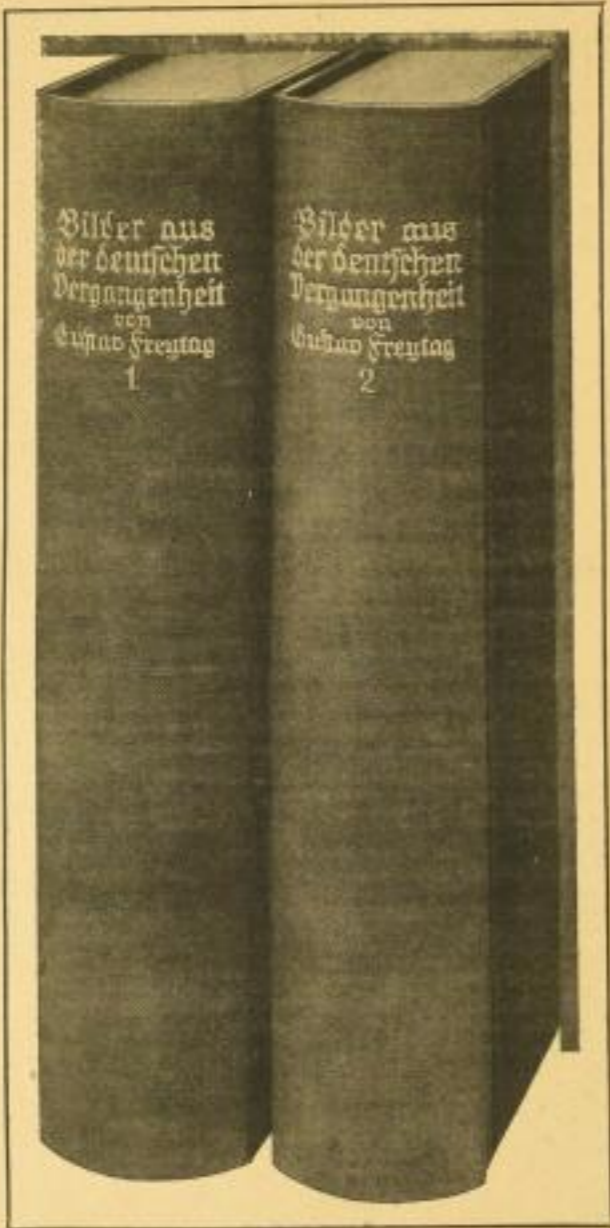 Bilder aus
der deutschen
Vergangenheit
von
Gustav Freytag
1
Bilder aus
der deutschen
Vergangenheit
von
Gustav Freytag
2